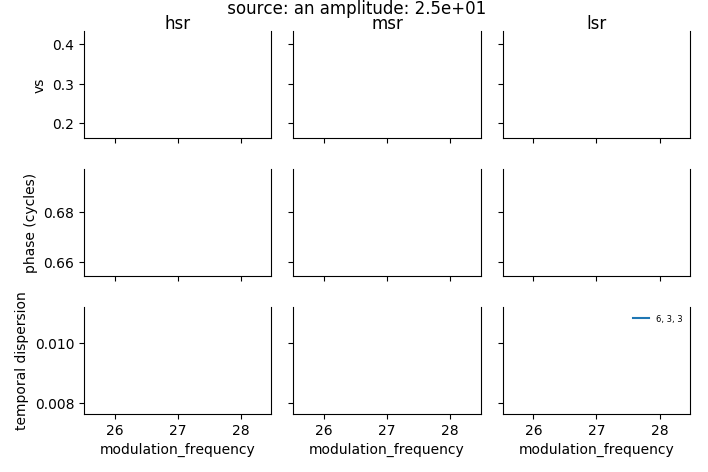 source: an amplitude: 2.5e+01
hsr
msr
lsr
vs
0.4
0.3
0.2
phase (cycles)
0.68
0.66
temporal dispersion
0.010
0.008
6, 3, 3
26 27 28
26 27 28
26 27 28
modulation_frequency
modulation_frequency
modulation_frequency